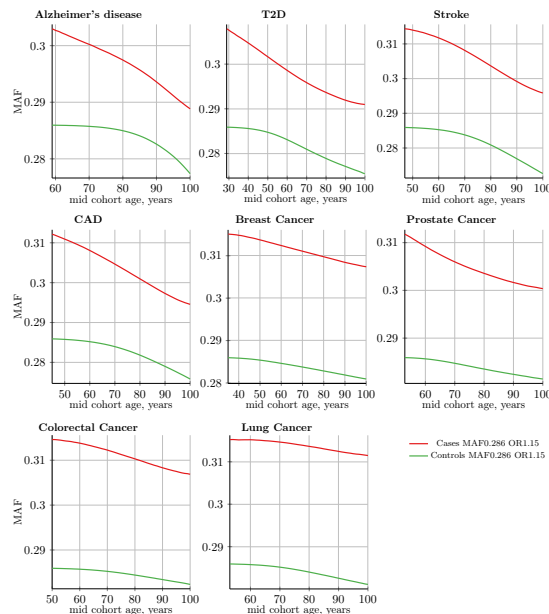 Alzheimer's disease
T2D
Stroke
MAF
0.3
0.29
0.28
60 70 80 90 100
mid cohort age, years
0.3
0.29
0.28
30 40 50 60 70 80 90 100
mid cohort age, years
0.31
0.3
0.29
0.28
50 60 70 80 90 100
mid cohort age, years
CAD
Breast Cancer
Prostate Cancer
MAF
0.31
0.3
0.29
0.28
50 60 70 80 90 100
mid cohort age, years
0.31
0.3
0.29
0.28
40 50 60 70 80 90 100
mid cohort age, years
0.31
0.3
0.29
60 70 80 90 100
mid cohort age, years
Colorectal Cancer
Lung Cancer
MAF
0.31
0.3
0.29
50 60 70 80 90 100
mid cohort age, years
0.31
0.3
0.29
60 70 80 90 100
mid cohort age, years
Cases MAF0.286 OR1.15
Controls MAF0.286 OR1.15